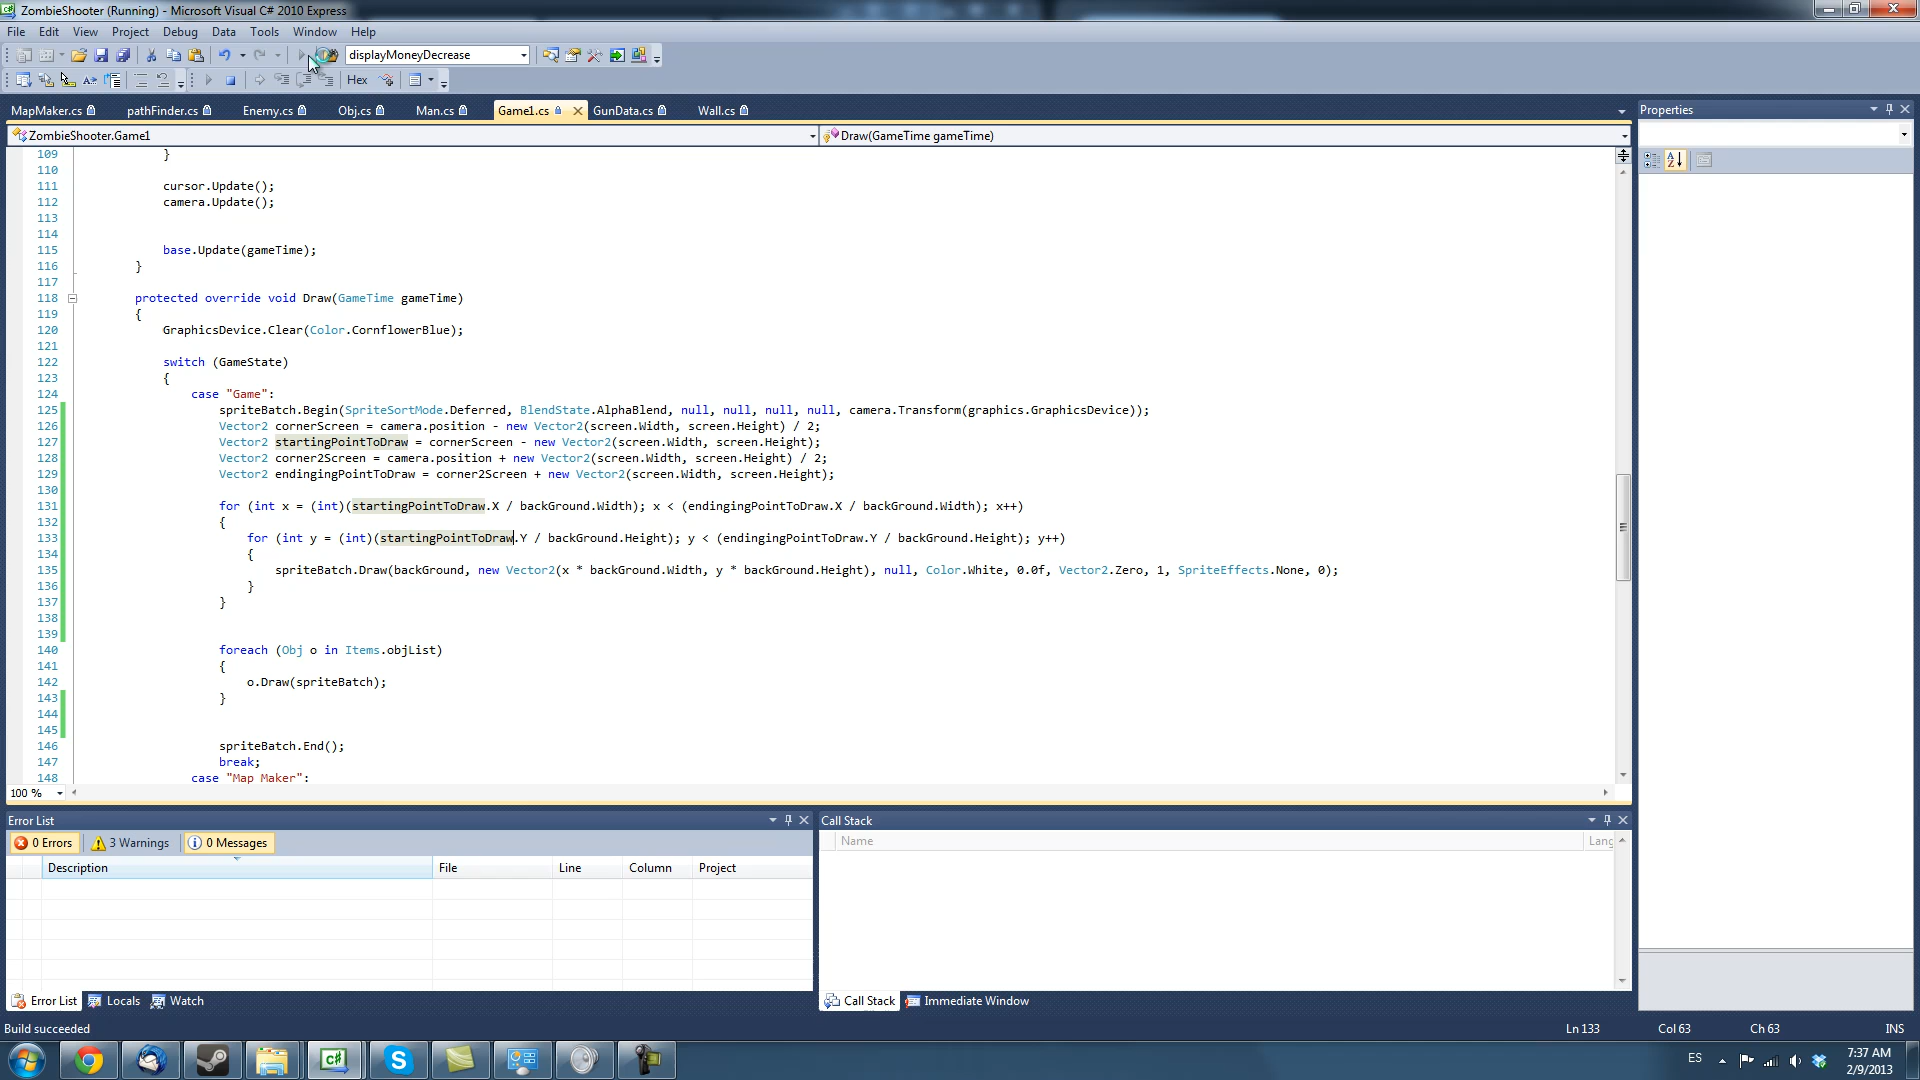 ZombieShooter (Running) - Microsoft Visual C# 2010 Express
File Edit View Project Debug Data Tools Window Help
displayMoneyDecrease
Hex
MapMaker.cs pathFinder.cs Enemy.cs Obj.cs Man.cs Game1.cs GunData.cs Wall.cs
Properties
ZombieShooter.Game1 Draw(GameTime gameTime)
109 }
110
111 cursor.Update();
112 camera.Update();
113
114
115 base.Update(gameTime);
116 }
117
118 protected override void Draw(GameTime gameTime)
119 {
120 GraphicsDevice.Clear(Color.CornflowerBlue);
121
122 switch (GameState)
123 {
124 case "Game":
125 spriteBatch.Begin(SpriteSortMode.Deferred, BlendState.AlphaBlend, null, null, null, null, camera.Transform(graphics.GraphicsDevice));
126 Vector2 cornerScreen = camera.position - new Vector2(screen.Width, screen.Height) / 2;
127 Vector2 startingPointToDraw = cornerScreen - new Vector2(screen.Width, screen.Height);
128 Vector2 corner2Screen = camera.position + new Vector2(screen.Width, screen.Height) / 2;
129 Vector2 endingingPointToDraw = corner2Screen + new Vector2(screen.Width, screen.Height);
130
131 for (int x = (int)(startingPointToDraw.X / backGround.Width); x < (endingingPointToDraw.X / backGround.Width); x++)
132 {
133 for (int y = (int)(startingPointToDraw.Y / backGround.Height); y < (endingingPointToDraw.Y / backGround.Height); y++)
134 {
135 spriteBatch.Draw(backGround, new Vector2(x * backGround.Width, y * backGround.Height), null, Color.White, 0.0f, Vector2.Zero, 1, SpriteEffects.None, 0);
136 }
137 }
138
139
140 foreach (Obj o in Items.objList)
141 {
142 o.Draw(spriteBatch);
143 }
144
145
146 spriteBatch.End();
147 break;
148 case "Map Maker":
100 %
Error List
Call Stack
0 Errors 3 Warnings 0 Messages
Name Lang
Description File Line Column Project
Error List Locals Watch
Call Stack Immediate Window
Build succeeded
Ln 133 Col 63 Ch 63 INS
ES
7:37 AM
2/9/2013